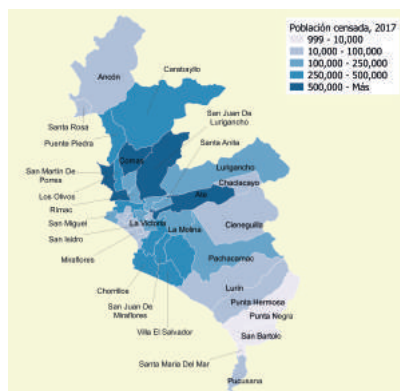 Población censada, 2017
999 - 10,000
10,000 - 100,000
100,000 - 250,000
250,000 - 500,000
500,000 - Más
Ancón
Carabayllo
San Juan De
Lurigancho
Santa Rosa
Puente Piedra
Comas
Santa Anita
San Martín De
Porres
Lurigancho
Chaclacayo
Los Olivos
Ate
Rímac
San Miguel
La Victoria
La Molina
Cieneguilla
San Isidro
Miraflores
Pachacamac
Chorrillos
Lurín
San Juan De
Miraflores
Punta Hermosa
Punta Negra
Villa El Salvador
San Bartolo
Santa Maria Del Mar
Pucusana